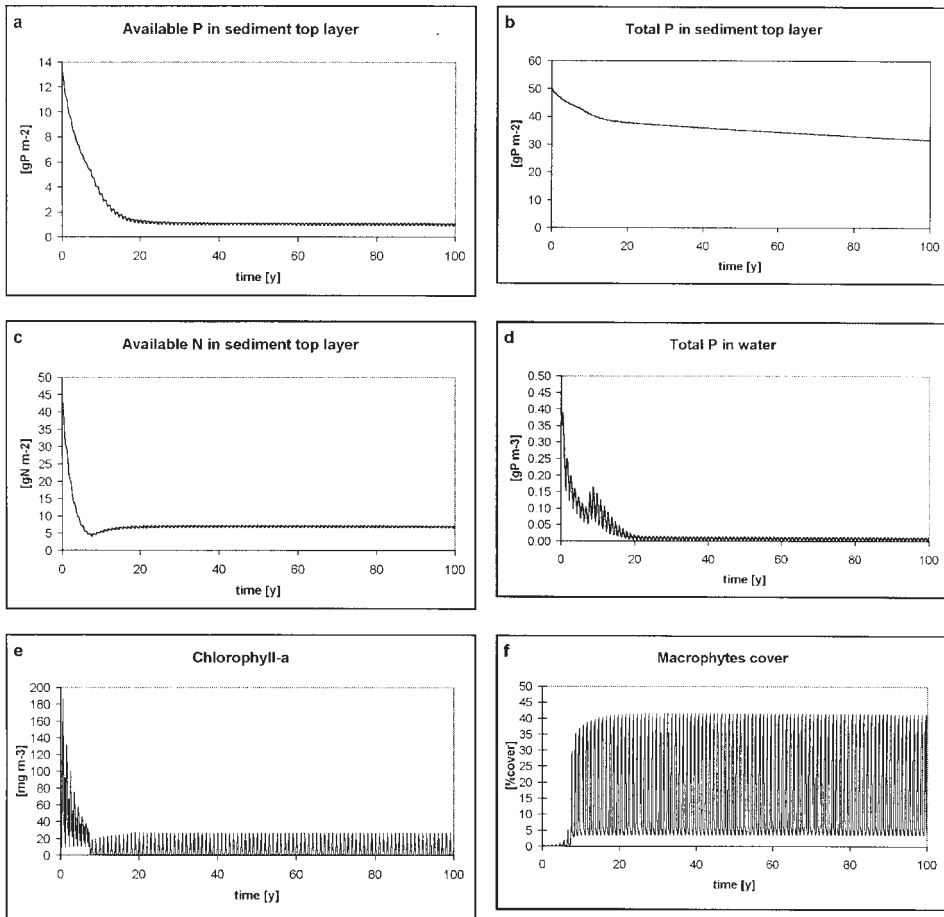 a
Available P in sediment top layer
[gP m-2]
14
12
10
8
6
4
2
0
0 20 40 60 80 100
time [y]
b
Total P in sediment top layer
[gP m-2]
60
50
40
30
20
10
0
0 20 40 60 80 100
time [y]
c
Available N in sediment top layer
[gN m-2]
50
45
40
35
30
25
20
15
10
5
0
0 20 40 60 80 100
time [y]
d
Total P in water
[gP m-3]
0.50
0.45
0.40
0.35
0.30
0.25
0.20
0.15
0.10
0.05
0.00
0 20 40 60 80 100
time [y]
e
Chlorophyll-a
[mg m-3]
200
180
160
140
120
100
80
60
40
20
0
0 20 40 60 80 100
time [y]
f
Macrophytes cover
[%cover]
50
45
40
35
30
25
20
15
10
5
0
0 20 40 60 80 100
time [y]